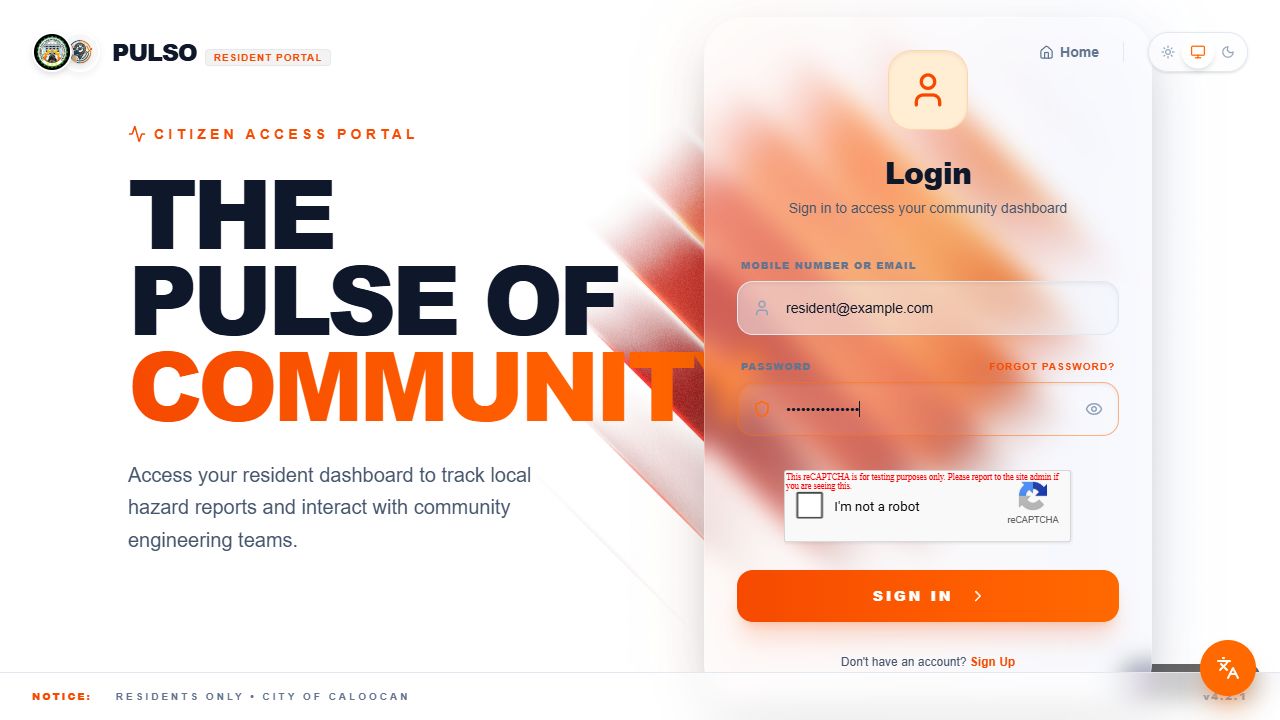 PULSO RESIDENT PORTAL
Home
CITIZEN ACCESS PORTAL
THE
PULSE OF
COMMUNIT
Access your resident dashboard to track local
hazard reports and interact with community
engineering teams.
Login
Sign in to access your community dashboard
MOBILE NUMBER OR EMAIL
resident@example.com
PASSWORD FORGOT PASSWORD?
•••••••••••••••
This reCAPTCHA is for testing purposes only. Please report to the site admin if
you are seeing this.
I'm not a robot
reCAPTCHA
SIGN IN
Don't have an account? Sign Up
NOTICE: RESIDENTS ONLY • CITY OF CALOOCAN
v4.2.1